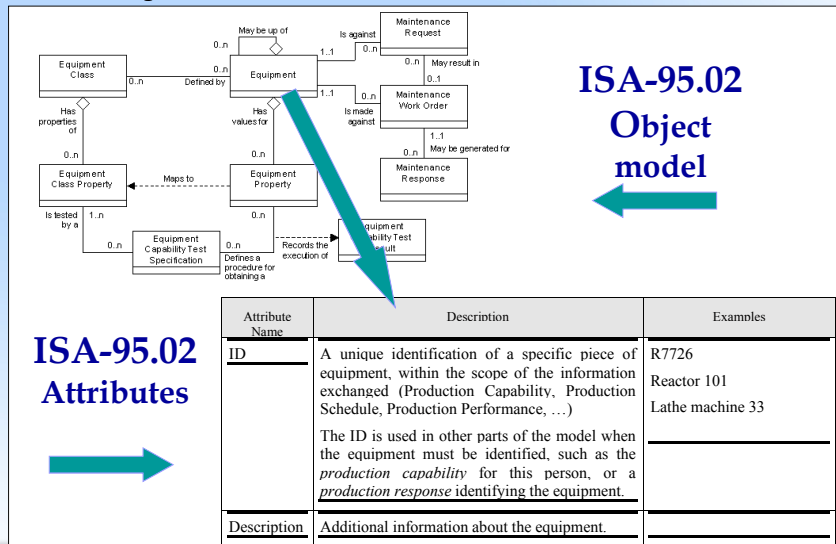 May be up of
0..n
Equipment
Class
0..n
0..n
Defined by
Equipment
1..1
1..1
Is against
0..n
Maintenance
Request
0..n
May result in
0..1
0..n
Is made
against
Maintenance
Work Order
1..1
0..n
May be generated for
Maintenance
Response
Has
properties
of
0..n
Has
values for
0..n
Equipment
Class Property
Maps to
Equipment
Property
Is tested
by a
1..n
0..n
0..n
Equipment
Capability Test
Specification
0..n
Defines a
procedure for
obtaining a
Records the
execution of
ISA-95.02
Object
model
ISA-95.02
Attributes
Attribute
Name
Description
Examples
ID
A unique identification of a specific piece of
equipment, within the scope of the information
exchanged (Production Capability, Production
Schedule, Production Performance, …)
The ID is used in other parts of the model when
the equipment must be identified, such as the
production capability for this person, or a
production response identifying the equipment.
R7726
Reactor 101
Lathe machine 33
Description
Additional information about the equipment.